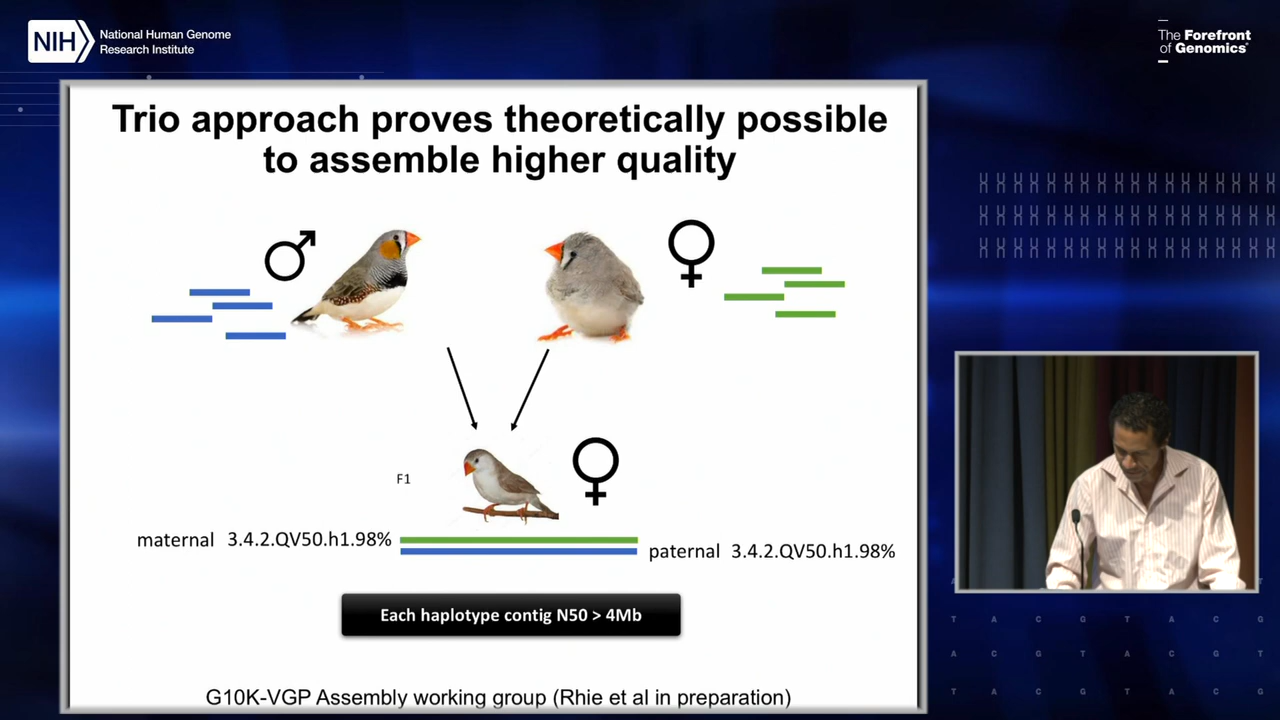 NIH
National Human Genome
Research Institute
The Forefront
of Genomics
Trio approach proves theoretically possible
to assemble higher quality
F1
maternal 3.4.2.QV50.h1.98%
paternal 3.4.2.QV50.h1.98%
Each haplotype contig N50 > 4Mb
G10K-VGP Assembly working group (Rhie et al in preparation)
T A C G T A C G
A C G T A C G T
T A C G T A C G